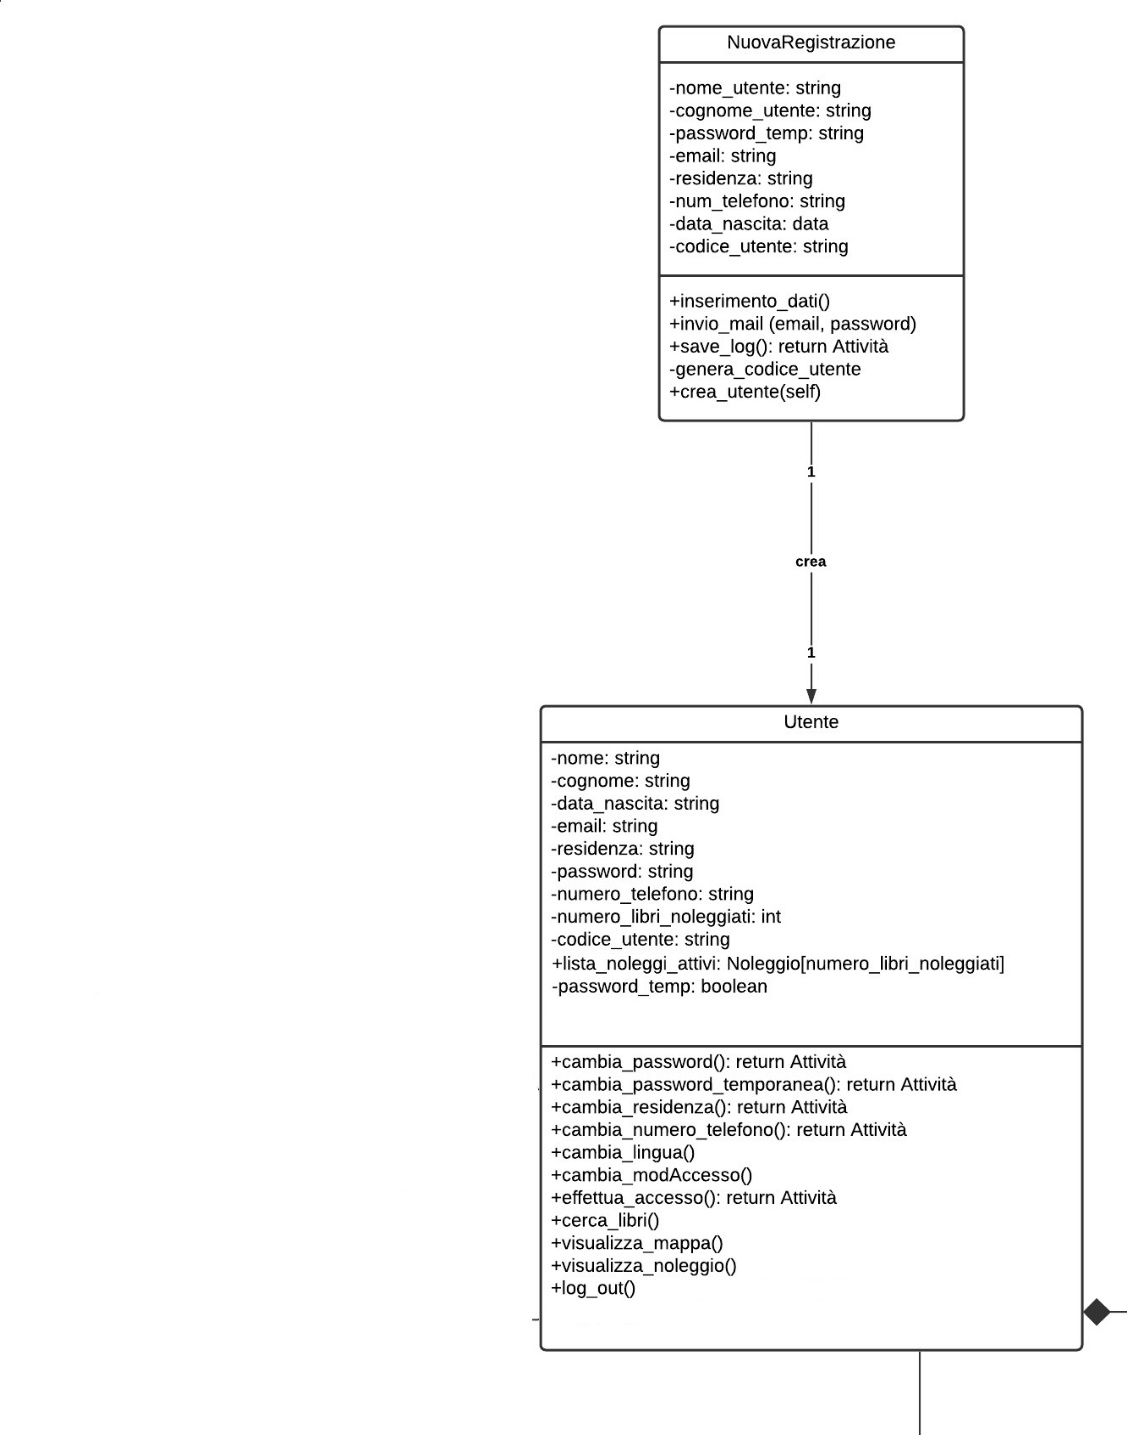 NuovaRegistrazione
-nome_utente: string
-cognome_utente: string
-password_temp: string
-email: string
-residenza: string
-num_telefono: string
-data_nascita: data
-codice_utente: string
+inserimento_dati()
+invio_mail (email, password)
+save_log(): return Attività
-genera_codice_utente
+crea_utente(self)
1
crea
1
Utente
-nome: string
-cognome: string
-data_nascita: string
-email: string
-residenza: string
-password: string
-numero_telefono: string
-numero_libri_noleggiati: int
-codice_utente: string
+lista_noleggi_attivi: Noleggio[numero_libri_noleggiati]
-password_temp: boolean
+cambia_password(): return Attività
+cambia_password_temporanea(): return Attività
+cambia_residenza(): return Attività
+cambia_numero_telefono(): return Attività
+cambia_lingua()
+cambia_modAccesso()
+effettua_accesso(): return Attività
+cerca_libri()
+visualizza_mappa()
+visualizza_noleggio()
+log_out()